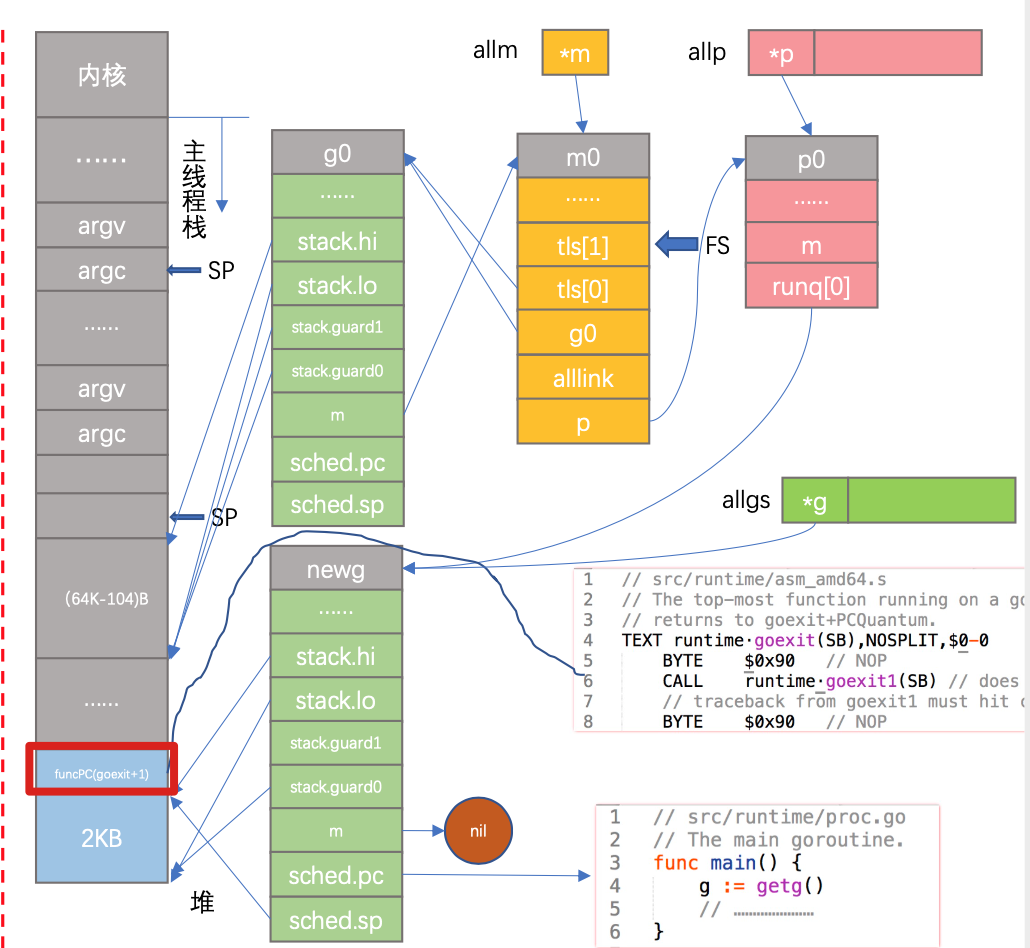 内核
……
argv
argc
……
argv
argc
(64K-104)B
……
funcPC(goexit+1)
2KB
主线程栈
SP
SP
堆
g0
……
stack.hi
stack.lo
stack.guard1
stack.guard0
m
sched.pc
sched.sp
newg
……
stack.hi
stack.lo
stack.guard1
stack.guard0
m
sched.pc
sched.sp
nil
allm
*m
m0
……
tls[1]
tls[0]
g0
alllink
p
FS
allp
*p
p0
……
m
runq[0]
allgs
*g
1 // src/runtime/asm_amd64.s
2 // The top-most function running on a go
3 // returns to goexit+PCQuantum.
4 TEXT runtime·goexit(SB),NOSPLIT,$0-0
5 BYTE $0x90 // NOP
6 CALL runtime·goexit1(SB) // does
7 // traceback from goexit1 must hit
8 BYTE $0x90 // NOP
1 // src/runtime/proc.go
2 // The main goroutine.
3 func main() {
4 g := getg()
5 // ……………………
6 }